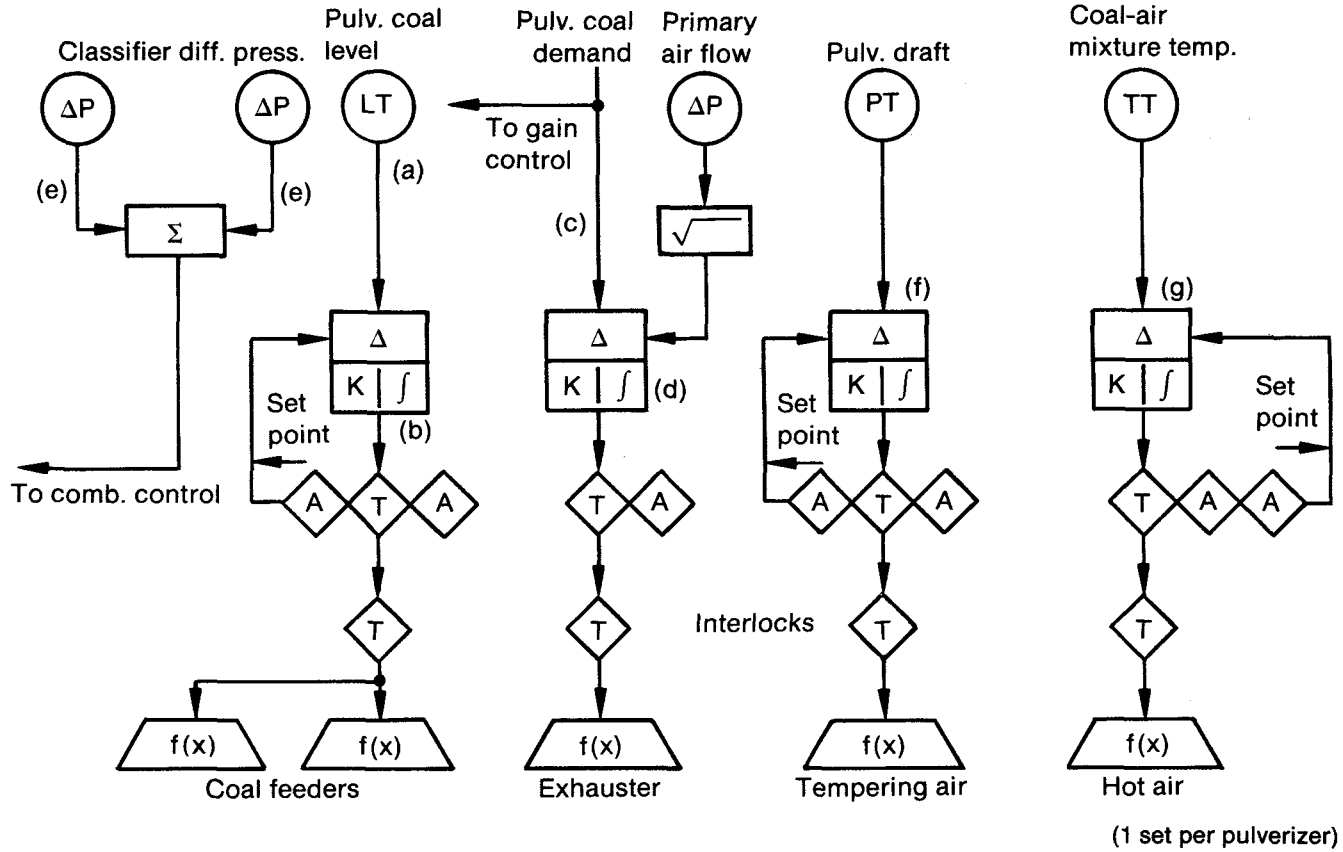 Classifier diff. press.
Pulv. coal
level
Pulv. coal
demand
Primary
air flow
Pulv. draft
Coal-air
mixture temp.
ΔP
ΔP
LT
ΔP
PT
TT
To gain
control
(e)
(e)
(a)
(c)
Σ
√
(f)
(g)
Δ
Δ
Δ
Δ
K ∫
K ∫
K ∫
K ∫
(b)
(d)
Set
point
Set
point
Set
point
To comb. control
A T A
T A
A T A
T A A
T
T
Interlocks
T
T
f(x)
f(x)
f(x)
f(x)
f(x)
Coal feeders
Exhauster
Tempering air
Hot air
(1 set per pulverizer)